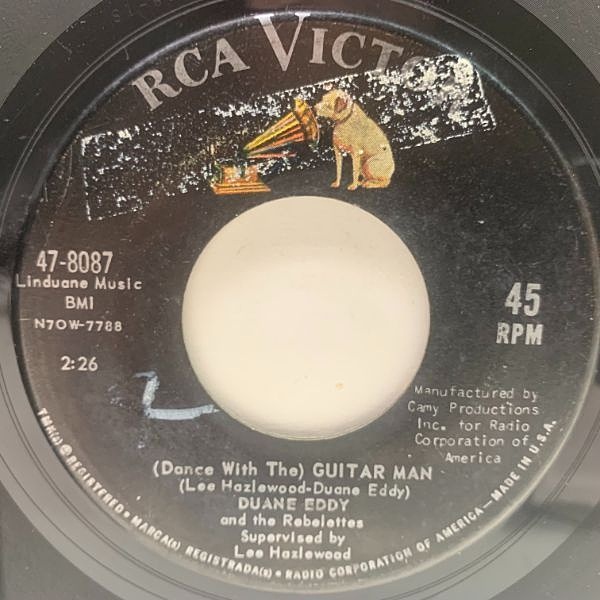 RCA VICTOR
47-8087
Linduane Music
BMI
N7OW-7788
2:26
45
RPM
2
Manufactured by
Camy Productions
Inc. for Radio
Corporation of
America
(Dance With The) GUITAR MAN
(Lee Hazlewood-Duane Eddy)
DUANE EDDY
and the Rebelettes
Supervised by
Lee Hazlewood
TMK(s) ® REGISTERED • MARCA(s) REGISTRADA(s) • RADIO CORPORATION OF AMERICA—MADE IN U.S.A.